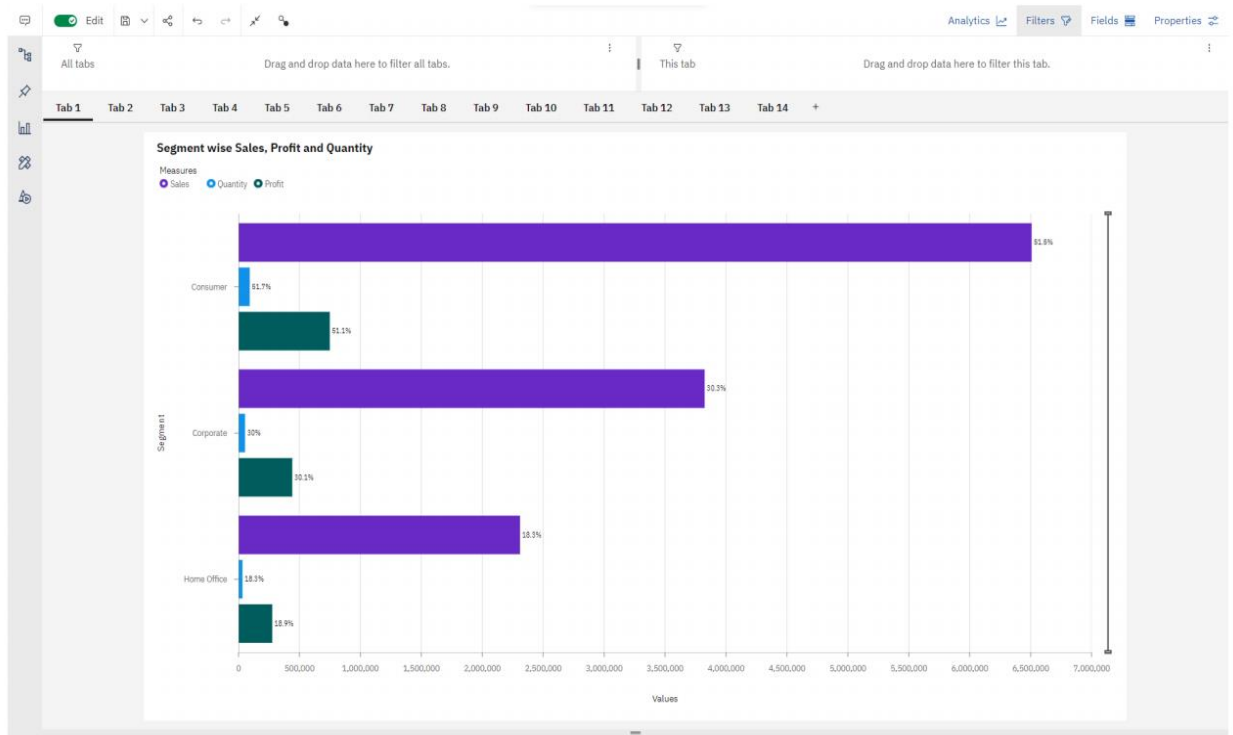 Edit
Analytics
Filters
Fields
Properties
All tabs
Drag and drop data here to filter all tabs.
This tab
Drag and drop data here to filter this tab.
Tab 1 Tab 2 Tab 3 Tab 4 Tab 5 Tab 6 Tab 7 Tab 8 Tab 9 Tab 10 Tab 11 Tab 12 Tab 13 Tab 14 +
Segment wise Sales, Profit and Quantity
Measures
Sales Quantity Profit
Consumer
51.7%
51.1%
30.3%
Corporate
30%
30.1%
18.3%
Home Office
18.3%
18.9%
Segment
0 500,000 1,000,000 1,500,000 2,000,000 2,500,000 3,000,000 3,500,000 4,000,000 4,500,000 5,000,000 5,500,000 6,000,000 6,500,000 7,000,000
Values